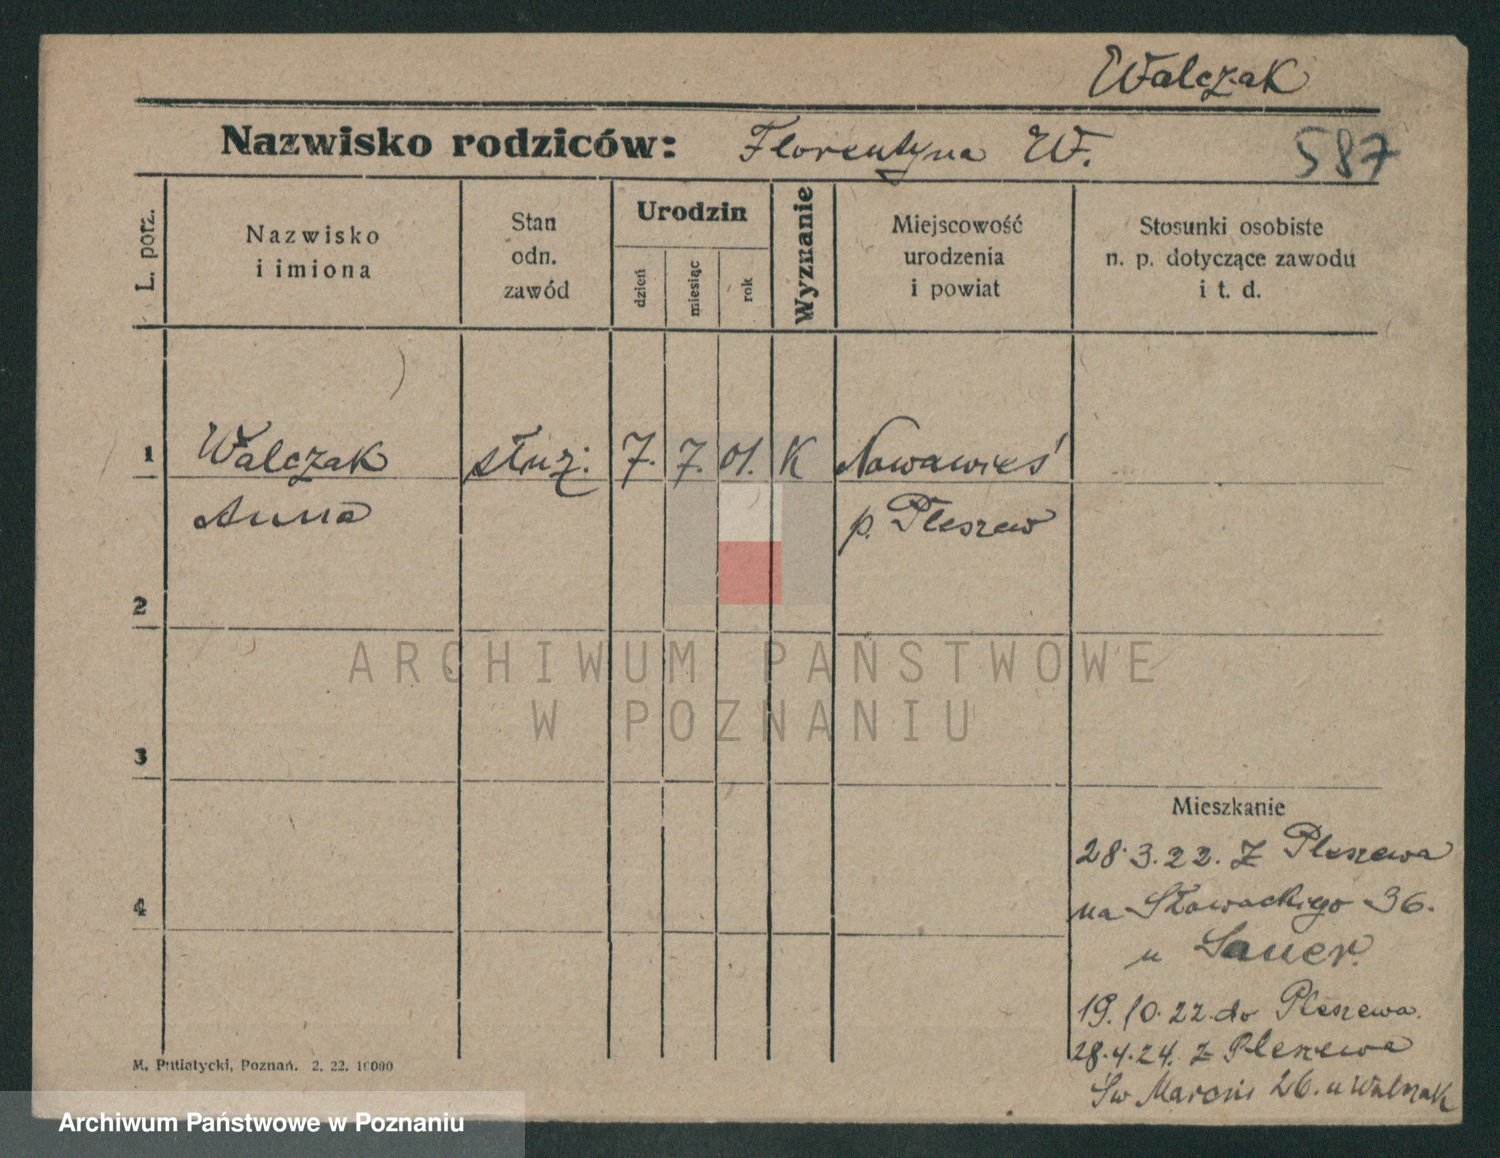 Walczak
Nazwisko rodziców: Florentyna W.
587
L. porz.
Nazwisko
i imiona
Stan
odn.
zawód
Urodzin
dzień
miesiąc
rok
Wyznanie
Miejscowość
urodzenia
i powiat
Stosunki osobiste
n. p. dotyczące zawodu
i t. d.
1 Walczak służ. 7. 7. 01. K Nowawieś
Anna p. Pleszew
2
ARCHIWUM PAŃSTWOWE
W POZNANIU
3
Mieszkanie
28.3.22. z Pleszewa
4
na Słowackiego 36.
u Sauer.
19.10.22. do Pleszewa.
28.4.24. z Pleszewa
Św Marcin 26. u
M. Putiatycki, Poznań. 2. 22. 10000
Archiwum Państwowe w Poznaniu